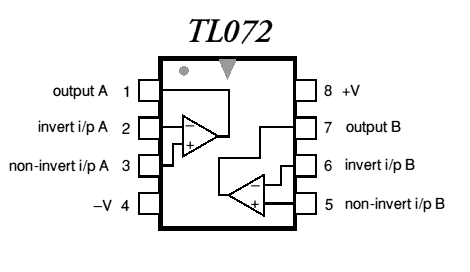 TL072
output A 1
8 +V
invert i/p A 2
7 output B
non-invert i/p A 3
6 invert i/p B
−V 4
5 non-invert i/p B
− +
− +